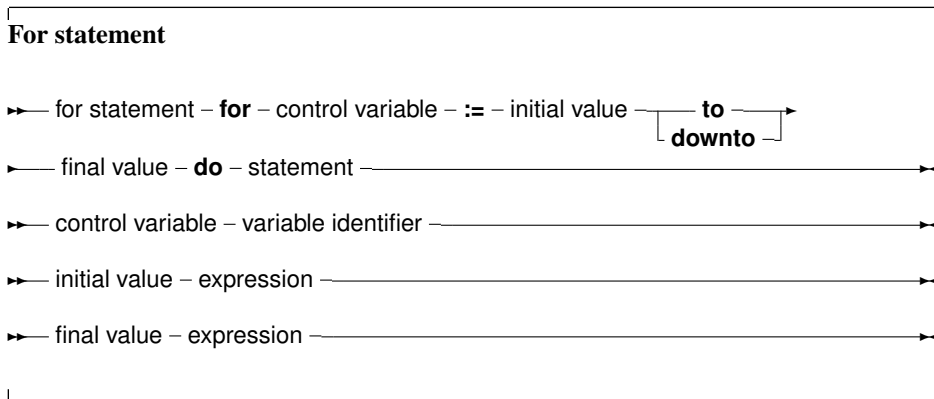 For statement
for statement – for – control variable – := – initial value – to –
downto –
final value – do – statement –
control variable – variable identifier –
initial value – expression –
final value – expression –